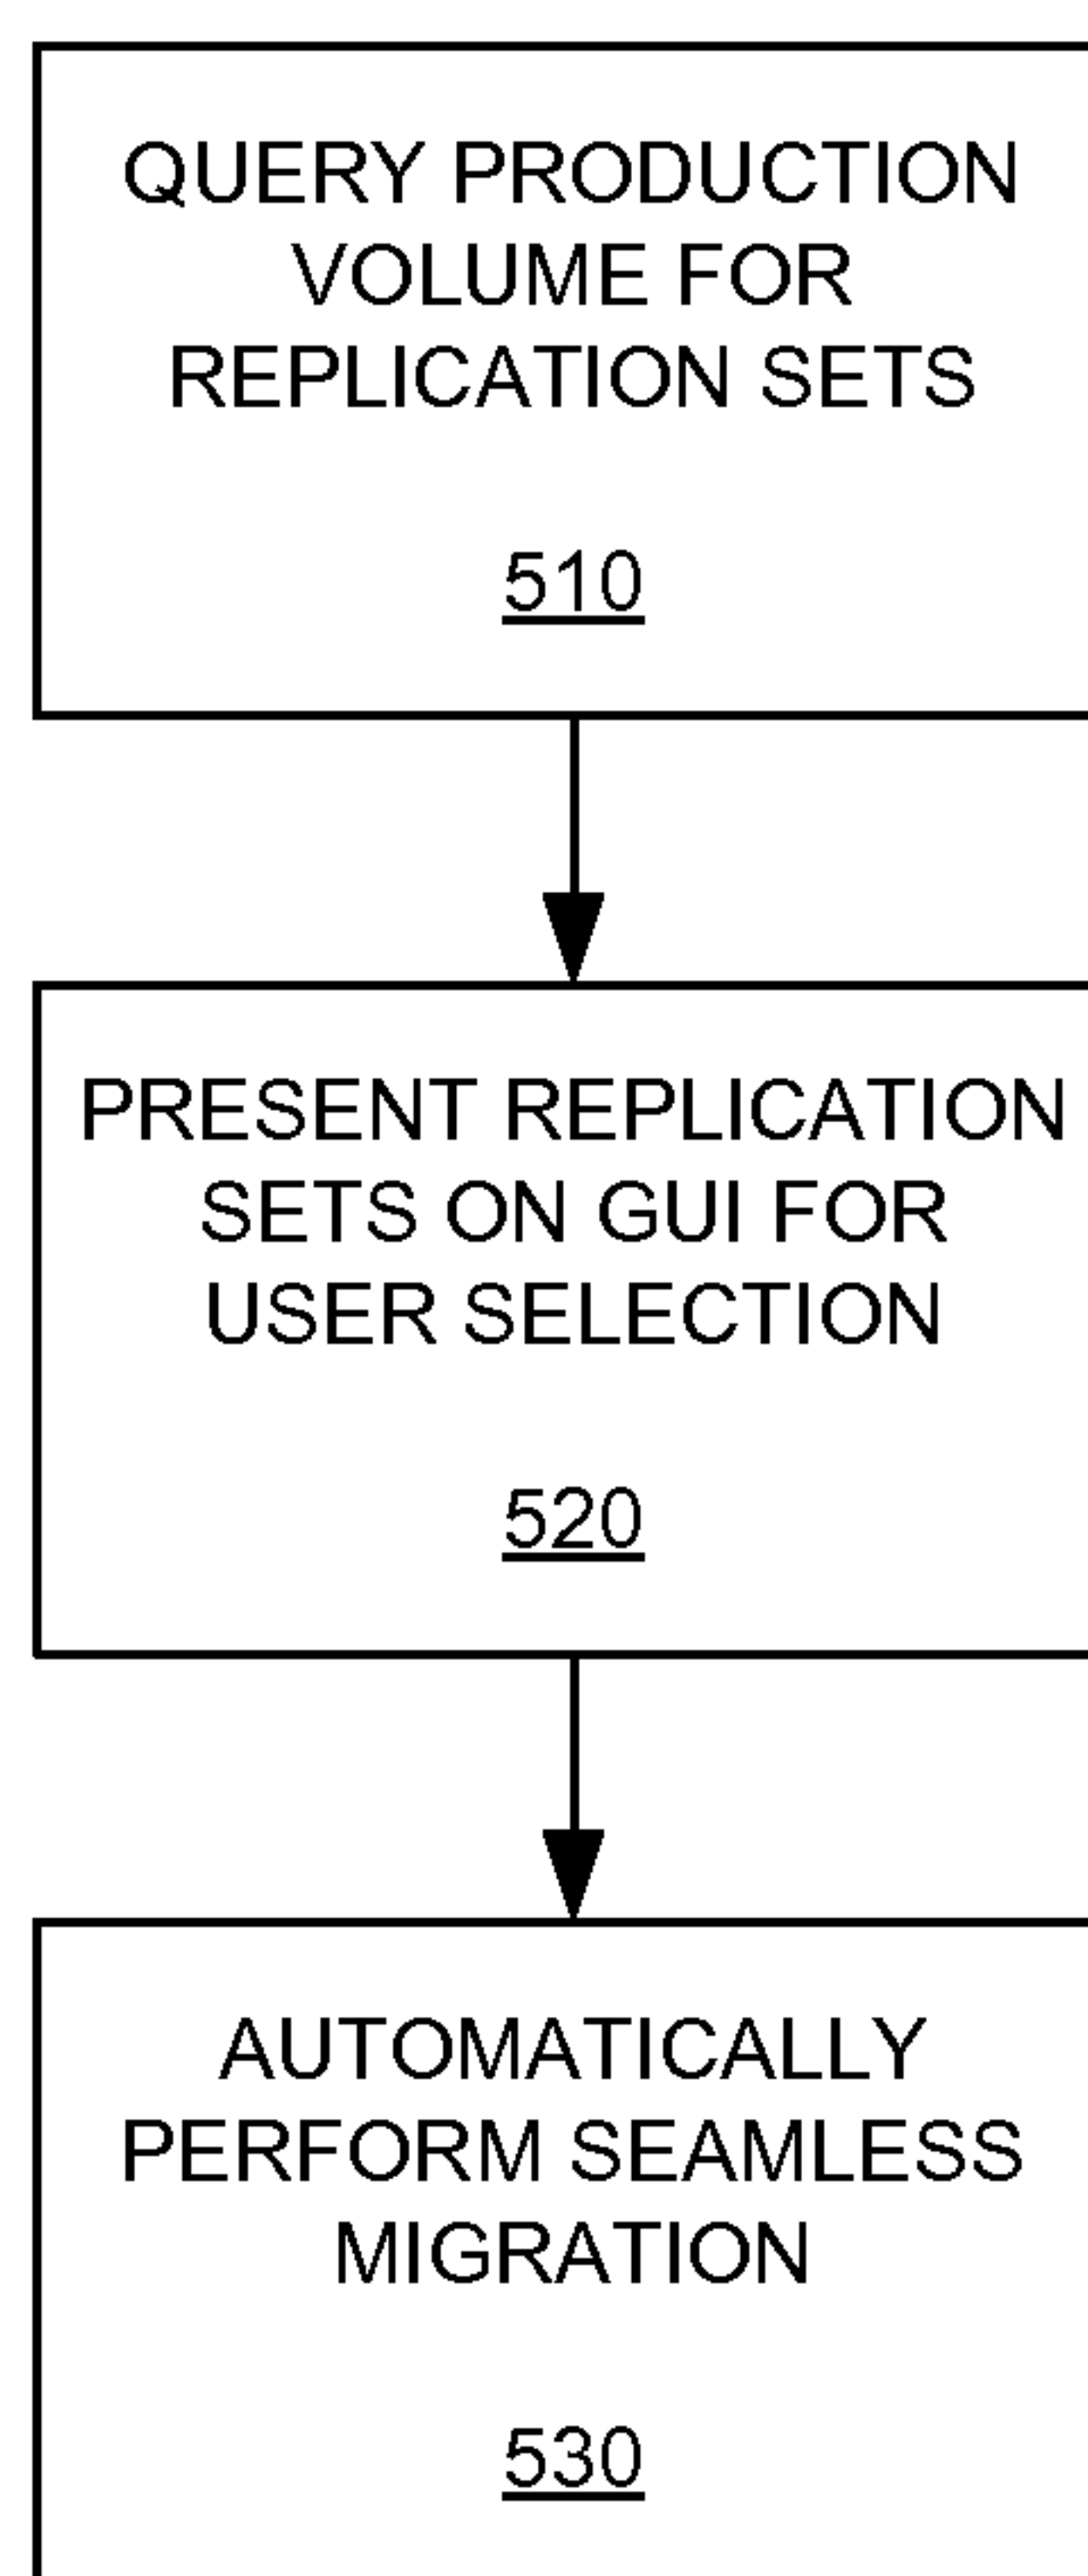 QUERY PRODUCTION
VOLUME FOR
REPLICATION SETS
510
PRESENT REPLICATION
SETS ON GUI FOR
USER SELECTION
520
AUTOMATICALLY
PERFORM SEAMLESS
MIGRATION
530